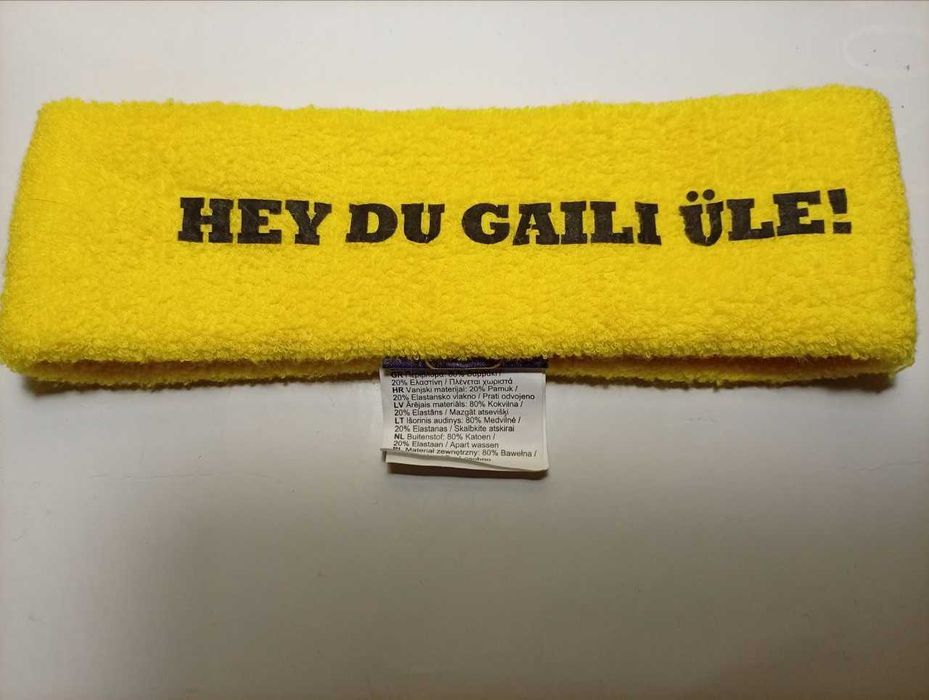 HEY DU GAILI ÜLE!
20% Ελαστίνη / Πλένεται χωριστά
HR Vanjski materijal: 20% Pamuk /
20% Elastansko vlakno / Prati odvojeno
LV Ārējais materiāls: 80% Kokvilna /
20% Elastāns / Mazgāt atsevišķi
LT Išorinis audinys: 80% Medvilnė /
20% Elastanas / Skalbkite atskirai
NL Buitenstof: 80% Katoen /
20% Elastaan / Apart wassen
PL Materiał zewnętrzny: 80% Bawełna /